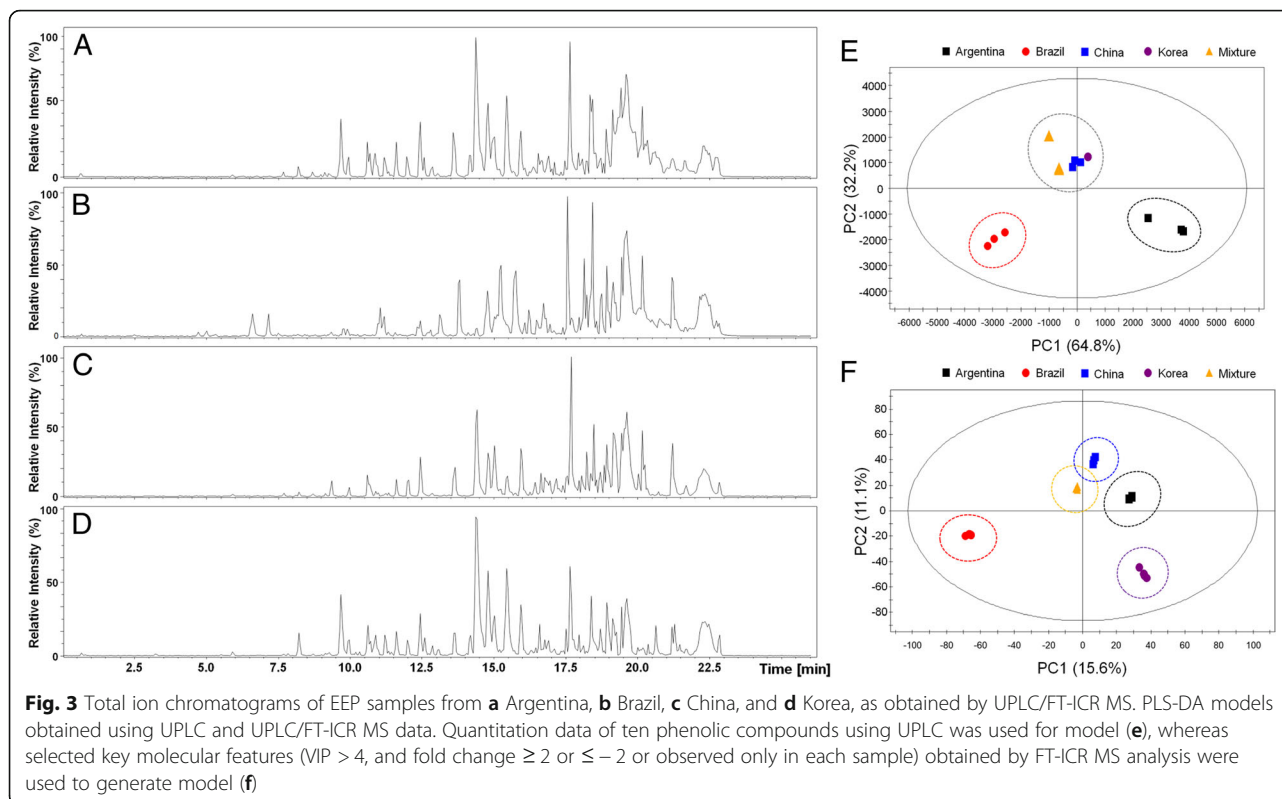 A
Relative Intensity (%)
100
50
0
B
Relative Intensity (%)
100
50
0
C
Relative Intensity (%)
100
50
0
D
Relative Intensity (%)
100
50
0
2.5 5.0 7.5 10.0 12.5 15.0 17.5 20.0 22.5 Time [min]
E
Argentina Brazil China Korea Mixture
PC2 (32.2%)
4000
3000
2000
1000
0
-1000
-2000
-3000
-4000
-6000 -5000 -4000 -3000 -2000 -1000 0 1000 2000 3000 4000 5000 6000
PC1 (64.8%)
F
Argentina Brazil China Korea Mixture
PC2 (11.1%)
80
60
40
20
0
-20
-40
-60
-80
-100 -80 -60 -40 -20 0 20 40 60 80 100
PC1 (15.6%)
Fig. 3 Total ion chromatograms of EEP samples from a Argentina, b Brazil, c China, and d Korea, as obtained by UPLC/FT-ICR MS. PLS-DA models
obtained using UPLC and UPLC/FT-ICR MS data. Quantitation data of ten phenolic compounds using UPLC was used for model (e), whereas
selected key molecular features (VIP > 4, and fold change ≥ 2 or ≤ − 2 or observed only in each sample) obtained by FT-ICR MS analysis were
used to generate model (f)